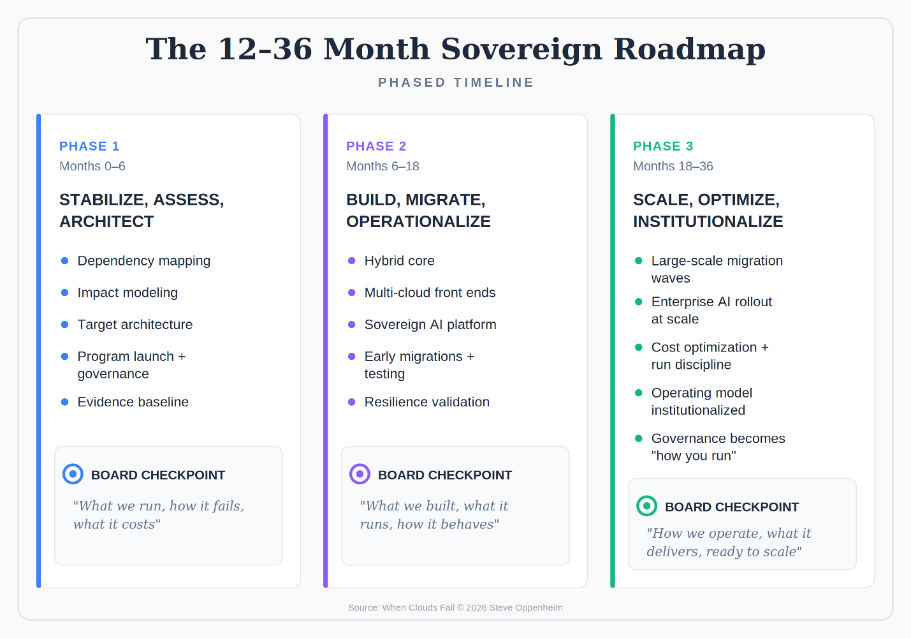 The 12–36 Month Sovereign Roadmap
PHASED TIMELINE
PHASE 1
Months 0–6
STABILIZE, ASSESS,
ARCHITECT
Dependency mapping
Impact modeling
Target architecture
Program launch +
governance
Evidence baseline
BOARD CHECKPOINT
"What we run, how it fails,
what it costs"
PHASE 2
Months 6–18
BUILD, MIGRATE,
OPERATIONALIZE
Hybrid core
Multi-cloud front ends
Sovereign AI platform
Early migrations +
testing
Resilience validation
BOARD CHECKPOINT
"What we built, what it
runs, how it behaves"
PHASE 3
Months 18–36
SCALE, OPTIMIZE,
INSTITUTIONALIZE
Large-scale migration
waves
Enterprise AI rollout
at scale
Cost optimization +
run discipline
Operating model
institutionalized
Governance becomes
"how you run"
BOARD CHECKPOINT
"How we operate, what it
delivers, ready to scale"
Source: When Clouds Fail © 2026 Steve Oppenheim